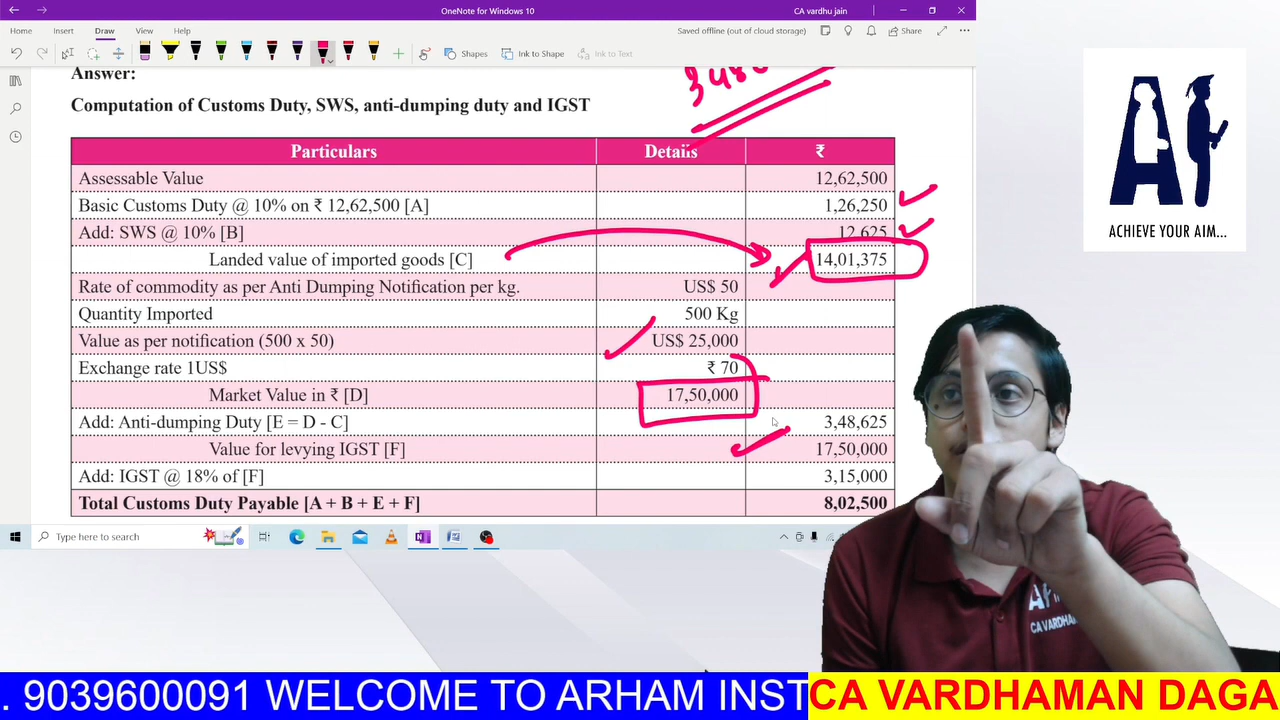 OneNote for Windows 10
CA vardhu jain
Home Insert Draw View Help
Saved offline (out of cloud storage)
Share
Shapes
Ink to Shape
Ink to Text
Answer:
Computation of Customs Duty, SWS, anti-dumping duty and IGST
Particulars Details ₹
Assessable Value 12,62,500
Basic Customs Duty @ 10% on ₹ 12,62,500 [A] 1,26,250
Add: SWS @ 10% [B] 12,625
Landed value of imported goods [C] 14,01,375
Rate of commodity as per Anti Dumping Notification per kg. US$ 50
Quantity Imported 500 Kg
Value as per notification (500 x 50) US$ 25,000
Exchange rate 1US$ ₹ 70
Market Value in ₹ [D] 17,50,000
Add: Anti-dumping Duty [E = D - C] 3,48,625
Value for levying IGST [F] 17,50,000
Add: IGST @ 18% of [F] 3,15,000
Total Customs Duty Payable [A + B + E + F] 8,02,500
Type here to search
ACHIEVE YOUR AIM...
CA VARDHAM
. 9039600091 WELCOME TO ARHAM INST
CA VARDHAMAN DAGA